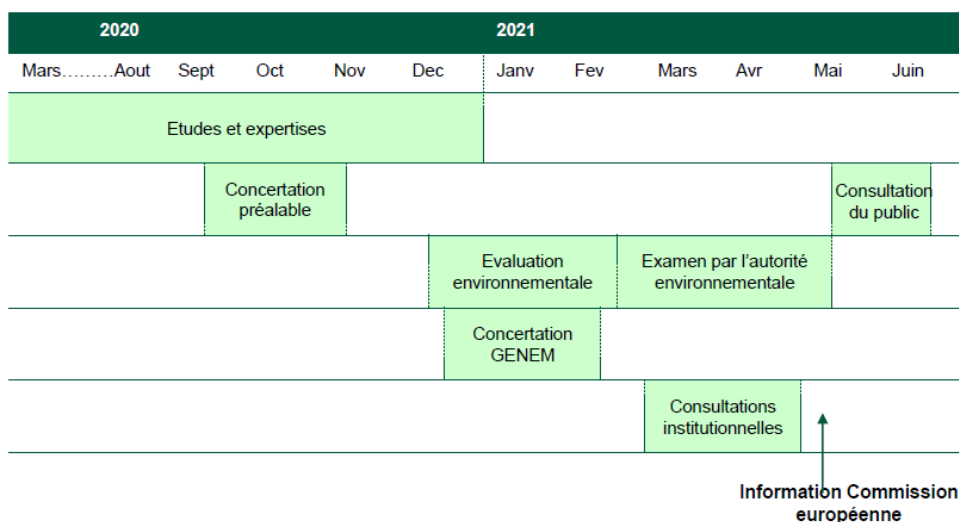 2020 2021
Mars.........Aout Sept Oct Nov Dec Janv Fev Mars Avr Mai Juin
Etudes et expertises
Concertation
préalable
Consultation
du public
Evaluation
environnementale
Examen par l'autorité
environnementale
Concertation
GENEM
Consultations
institutionnelles
Information Commission
européenne